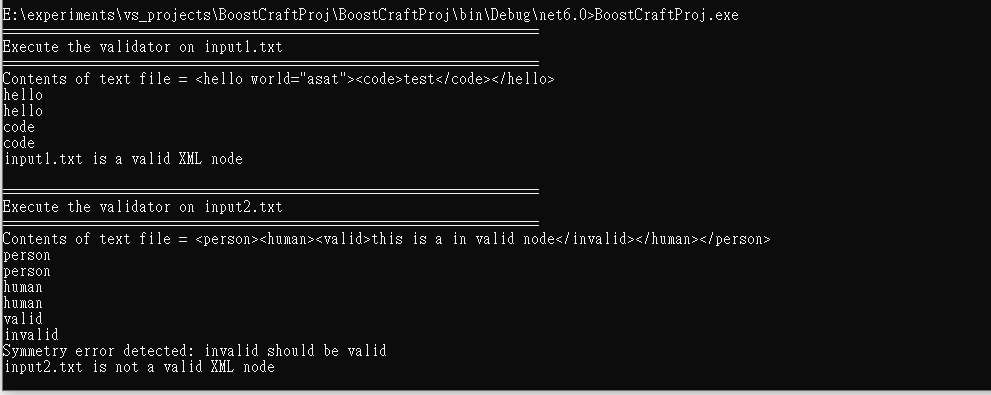 E:\experiments\vs_projects\BoostCraftProj\BoostCraftProj\bin\Debug\net6.0>BoostCraftProj.exe
===================================================================
Execute the validator on input1.txt
===================================================================
Contents of text file = <hello world="asat"><code>test</code></hello>
hello
hello
code
code
input1.txt is a valid XML node
===================================================================
Execute the validator on input2.txt
===================================================================
Contents of text file = <person><human><valid>this is a in valid node</invalid></human></person>
person
person
human
human
valid
invalid
Symmetry error detected: invalid should be valid
input2.txt is not a valid XML node